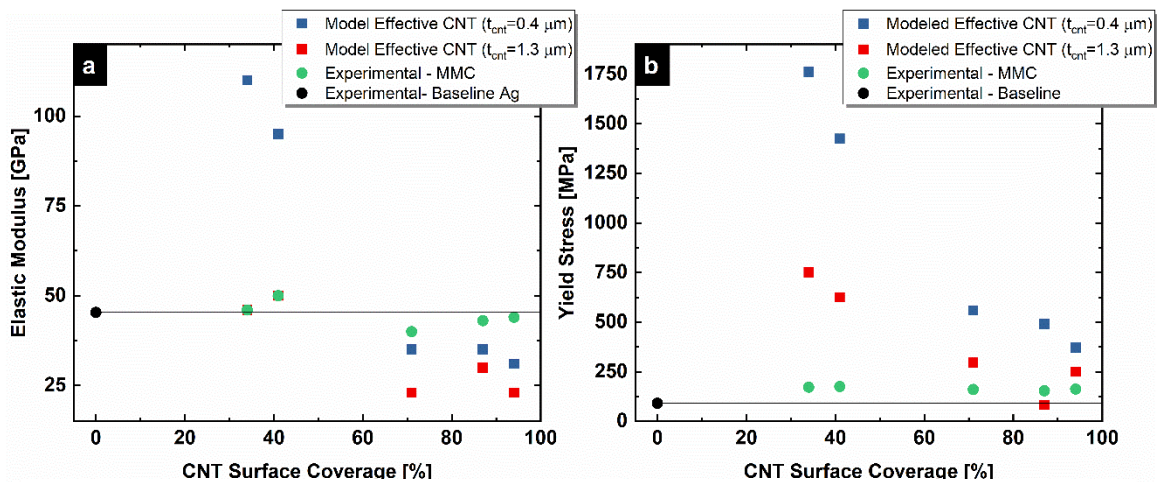 Model Effective CNT (tcnt=0.4 μm)
Model Effective CNT (tcnt=1.3 μm)
Experimental - MMC
Experimental- Baseline Ag
a
100
75
50
25
Elastic Modulus [GPa]
0 20 40 60 80 100
CNT Surface Coverage [%]
Modeled Effective CNT (tcnt=0.4 μm)
Modeled Effective CNT (tcnt=1.3 μm)
Experimental - MMC
Experimental - Baseline
b
1750
1500
1250
1000
750
500
250
0
Yield Stress [MPa]
0 20 40 60 80 100
CNT Surface Coverage [%]